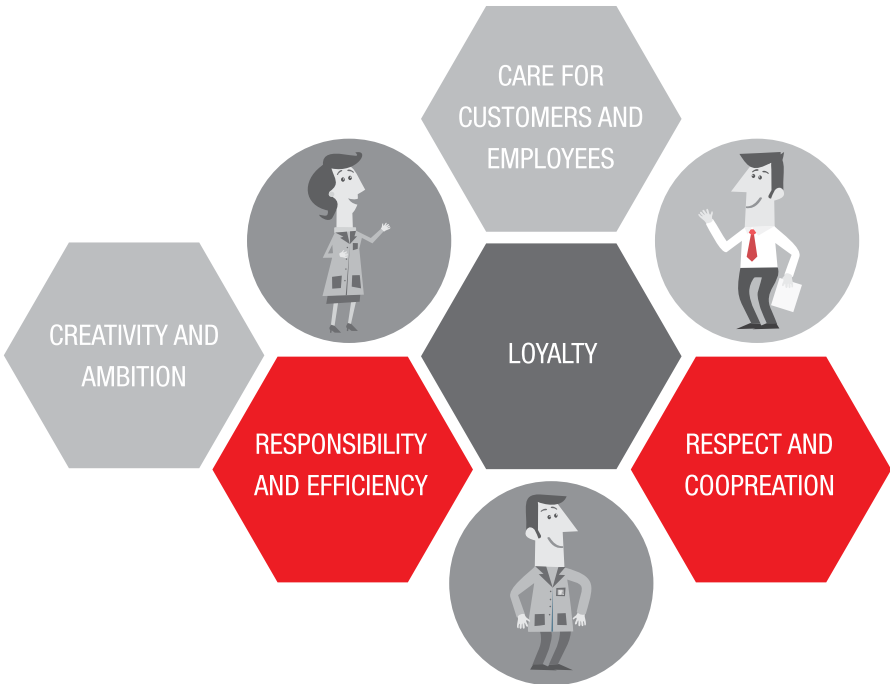 CARE FOR
CUSTOMERS AND
EMPLOYEES
CREATIVITY AND
AMBITION
LOYALTY
RESPONSIBILITY
AND EFFICIENCY
RESPECT AND
COOPREATION